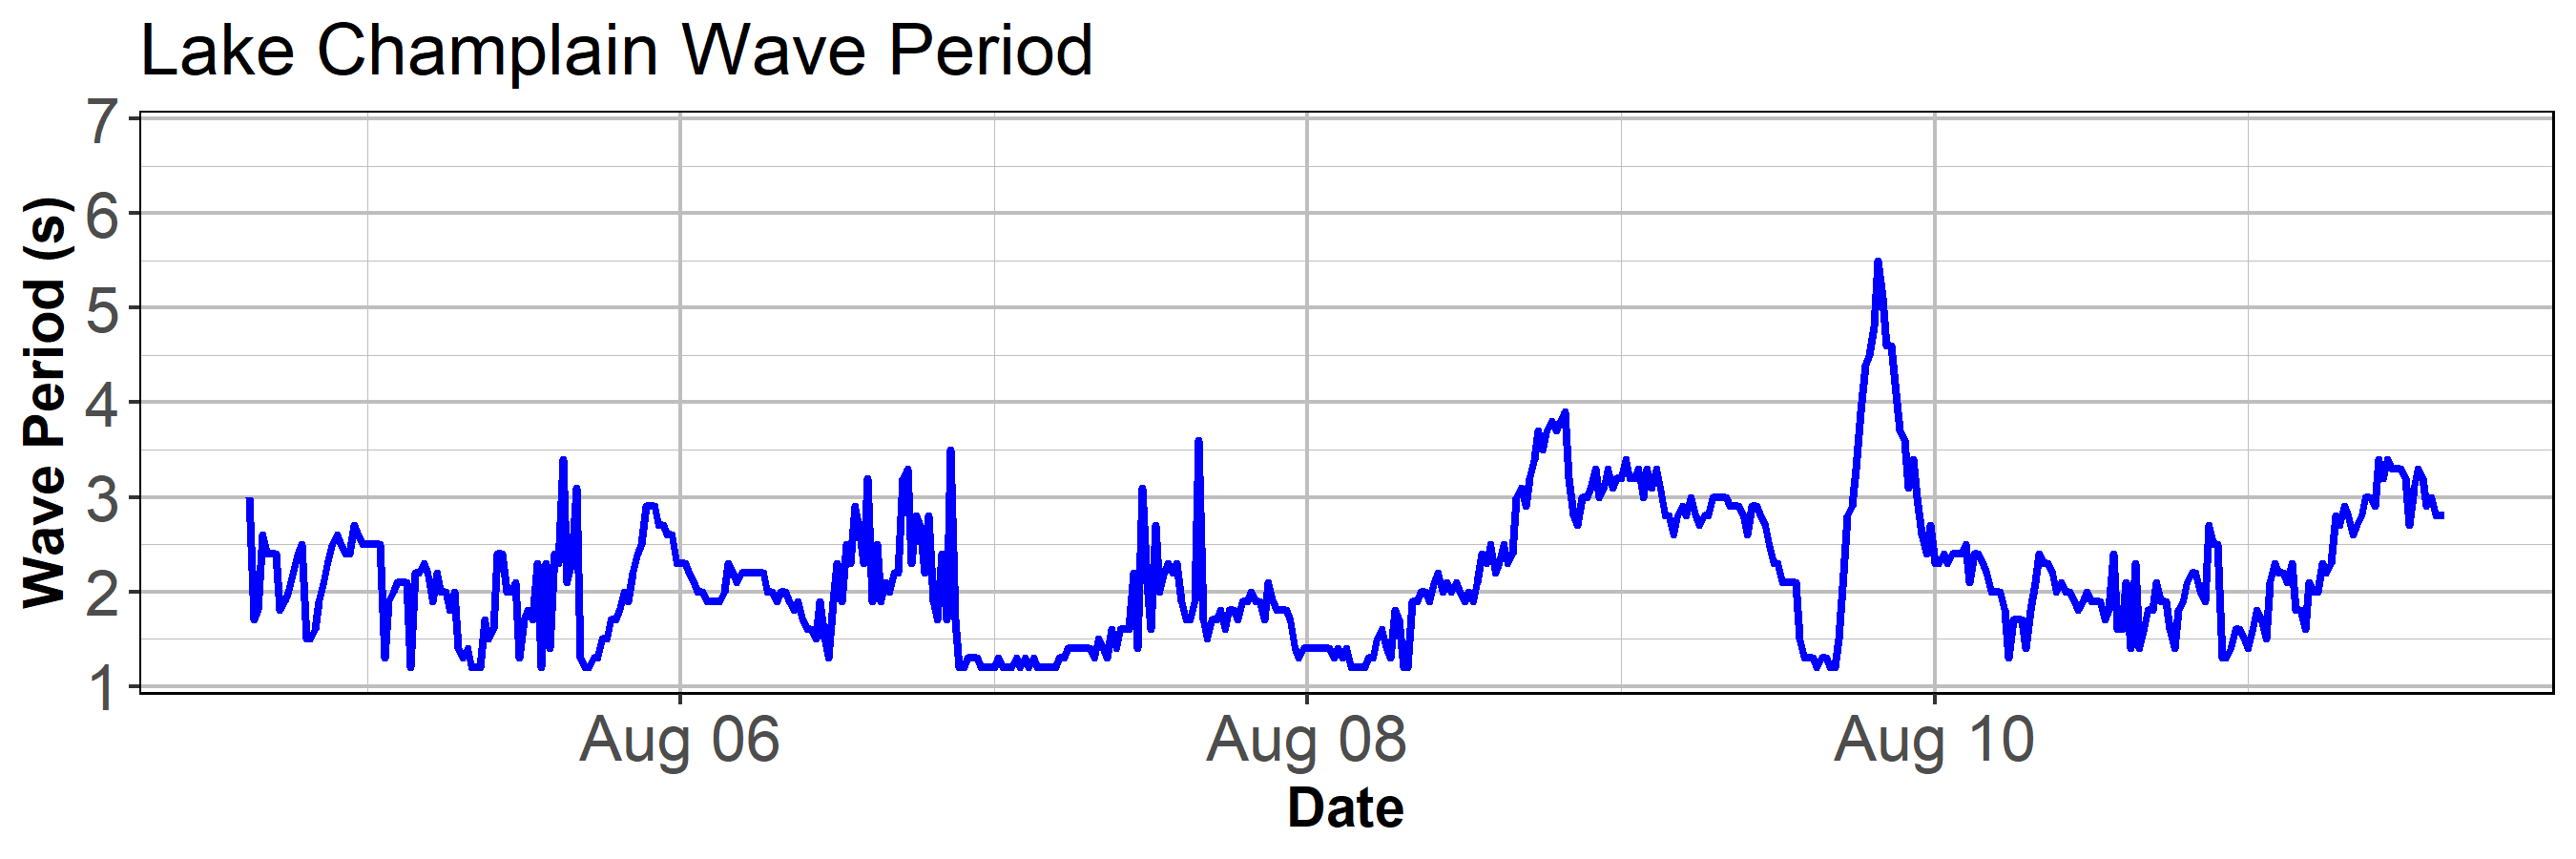 Lake Champlain Wave Period
7
6
5
4
3
2
1
Wave Period (s)
Aug 06
Aug 08
Aug 10
Date